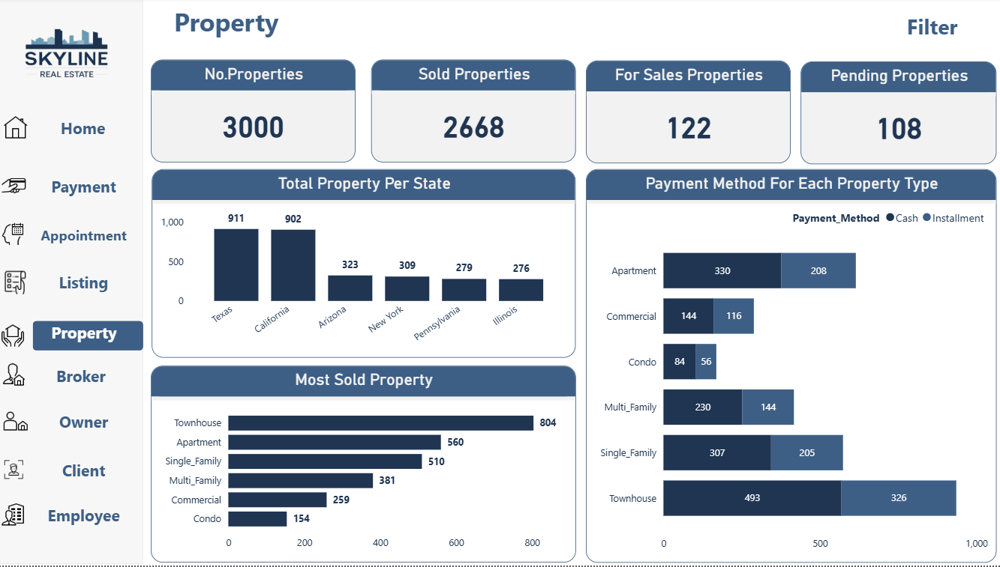 SKYLINE
REAL ESTATE
Home
Payment
Appointment
Listing
Property
Broker
Owner
Client
Employee
Property
Filter
No.Properties
3000
Sold Properties
2668
For Sales Properties
122
Pending Properties
108
Total Property Per State
1,000
500
0
911
902
323
309
279
276
Texas
California
Arizona
New York
Pennsylvania
Illinois
Most Sold Property
Townhouse 804
Apartment 560
Single_Family 510
Multi_Family 381
Commercial 259
Condo 154
0 200 400 600 800
Payment Method For Each Property Type
Payment_Method Cash Installment
Apartment 330 208
Commercial 144 116
Condo 84 56
Multi_Family 230 144
Single_Family 307 205
Townhouse 493 326
0 500 1,000